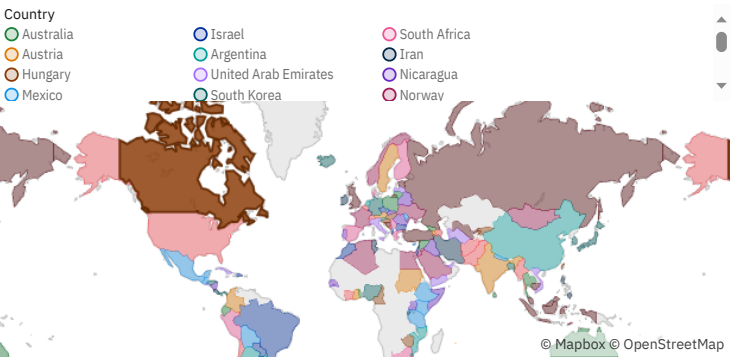 Country
Australia
Israel
South Africa
Austria
Argentina
Iran
Hungary
United Arab Emirates
Nicaragua
Mexico
South Korea
Norway
© Mapbox © OpenStreetMap